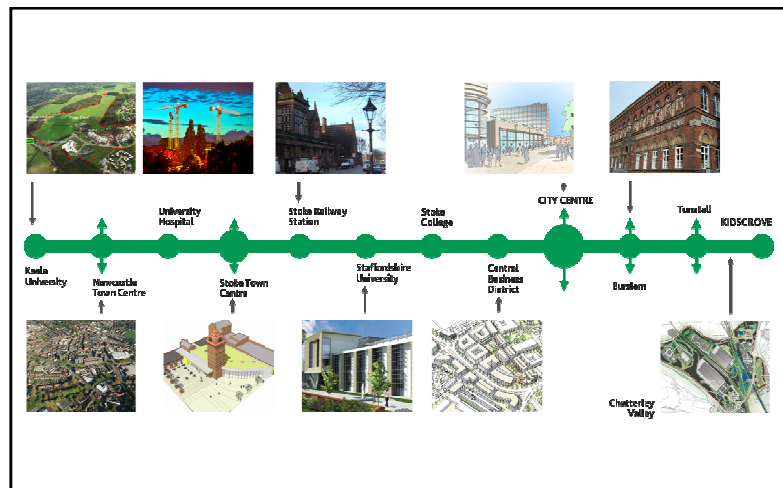 CITY CENTRE
University
Hospital
Stoke Railway
Station
Stoke
College
Tunstall
KIDSGROVE
Keele
University
Newcastle
Town Centre
Stoke Town
Centre
Staffordshire
University
Central
Business
District
Burslem
Chatterley
Valley